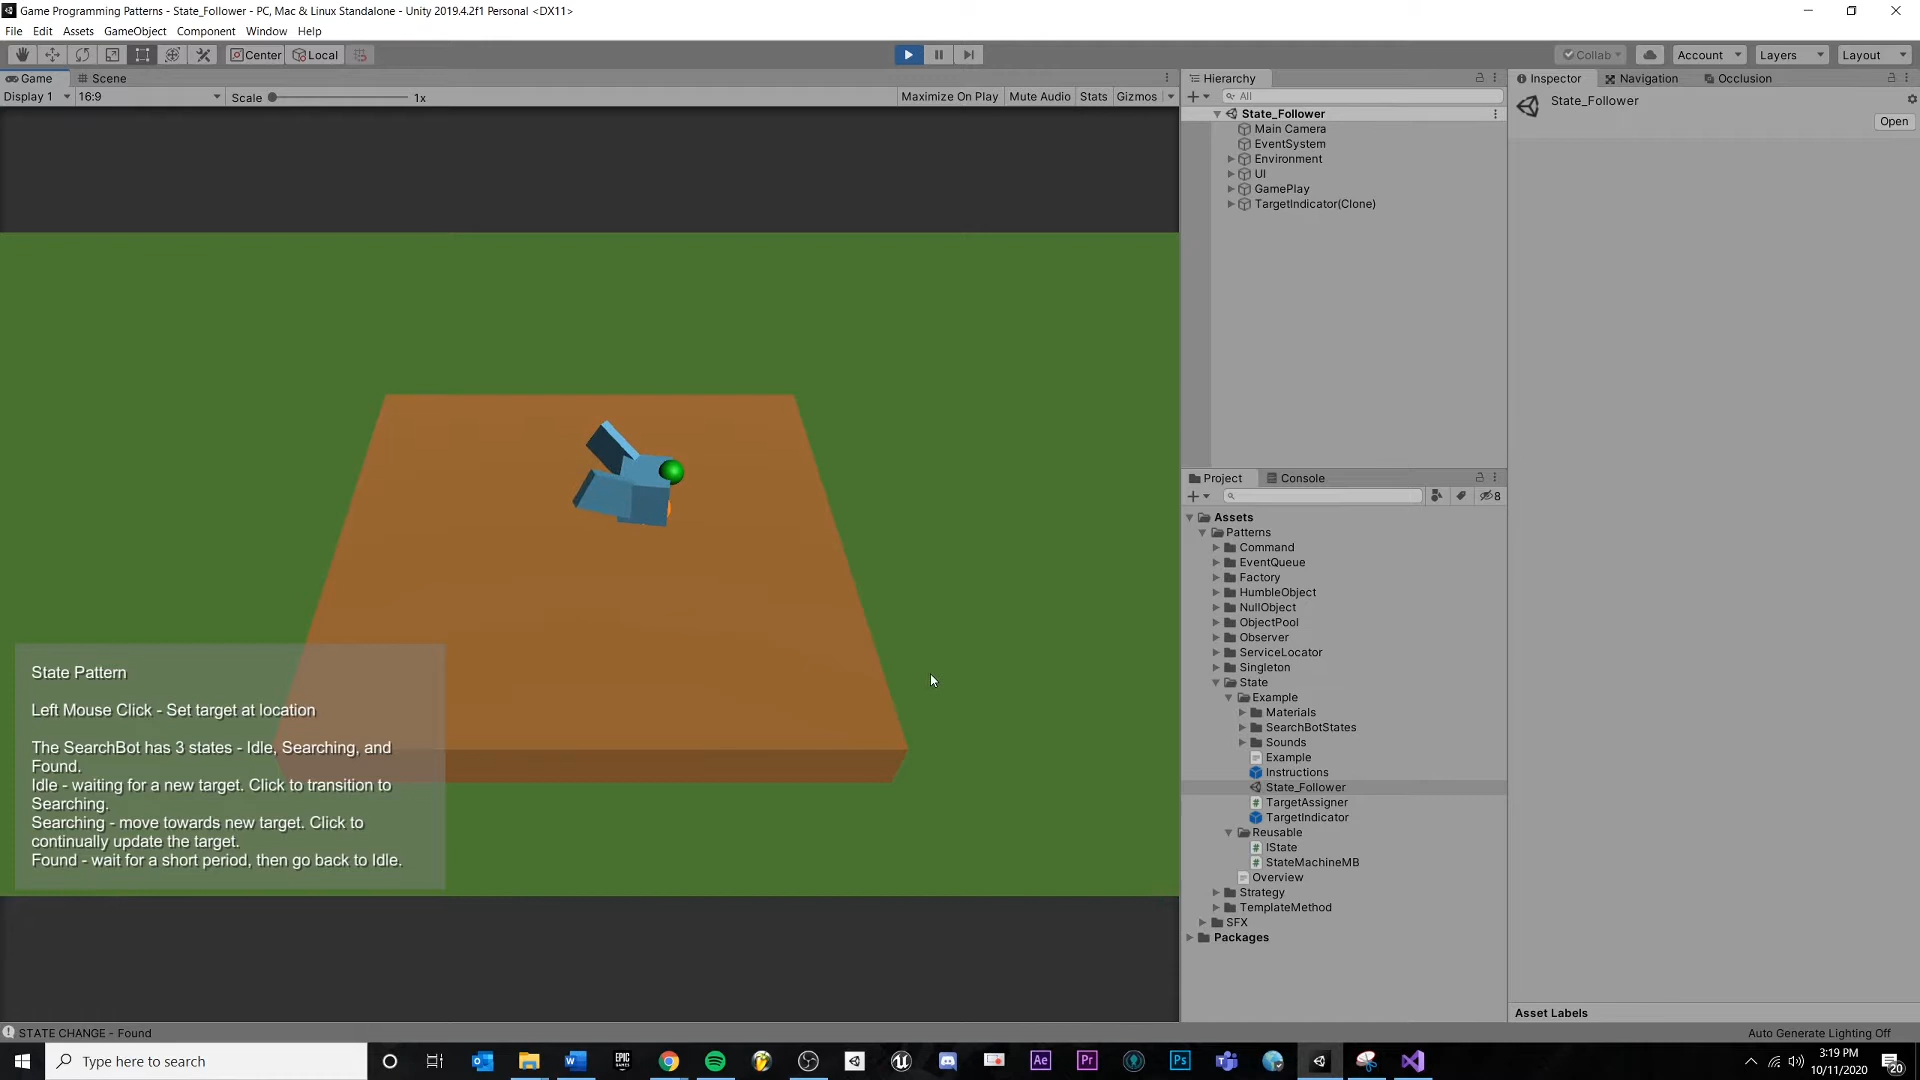 Game Programming Patterns - State_Follower - PC, Mac & Linux Standalone - Unity 2019.4.2f1 Personal <DX11>
File Edit Assets GameObject Component Window Help
Center Local Collab Account Layers Layout
Game Scene
Display 1 16:9 Scale 1x Maximize On Play Mute Audio Stats Gizmos
State Pattern
Left Mouse Click - Set target at location
The SearchBot has 3 states - Idle, Searching, and
Found.
Idle - waiting for a new target. Click to transition to
Searching.
Searching - move towards new target. Click to
continually update the target.
Found - wait for a short period, then go back to Idle.
Hierarchy
All
State_Follower
Main Camera
EventSystem
Environment
UI
GamePlay
TargetIndicator(Clone)
Project Console
8
Assets
Patterns
Command
EventQueue
Factory
HumbleObject
NullObject
ObjectPool
Observer
ServiceLocator
Singleton
State
Example
Materials
SearchBotStates
Sounds
Example
Instructions
State_Follower
TargetAssigner
TargetIndicator
Reusable
IState
StateMachineMB
Overview
Strategy
TemplateMethod
SFX
Packages
Inspector Navigation Occlusion
State_Follower
Open
Asset Labels
STATE CHANGE - Found
Auto Generate Lighting Off
Type here to search
EPIC GAMES
Ae
Pr
Ps
3:19 PM
10/11/2020
20